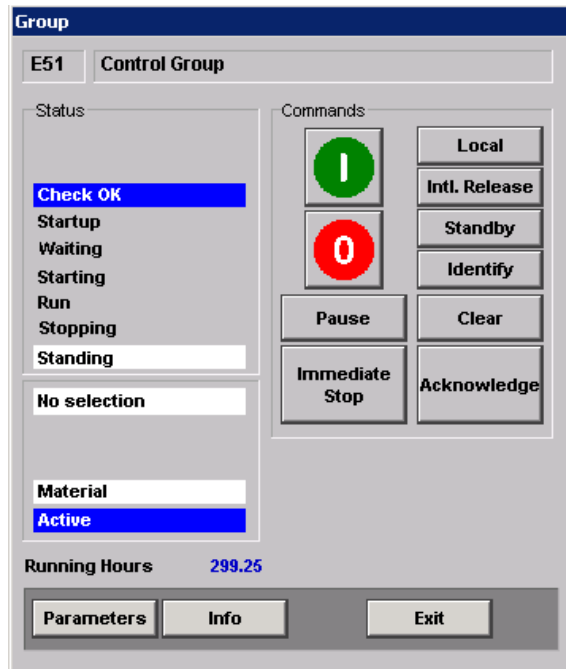 Group
E51 Control Group
Status
Check OK
Startup
Waiting
Starting
Run
Stopping
Standing
No selection
Material
Active
Commands
I
0
Local
Intl. Release
Standby
Identify
Pause
Clear
Immediate
Stop
Acknowledge
Running Hours 299.25
Parameters Info Exit